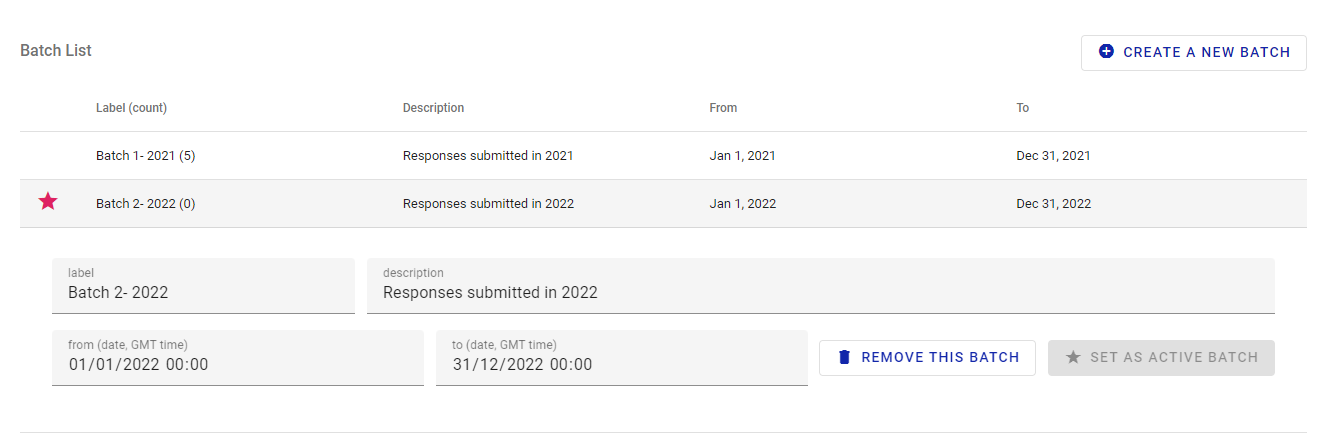 Batch List
CREATE A NEW BATCH
Label (count) Description From To
Batch 1- 2021 (5) Responses submitted in 2021 Jan 1, 2021 Dec 31, 2021
Batch 2- 2022 (0) Responses submitted in 2022 Jan 1, 2022 Dec 31, 2022
label description
Batch 2- 2022 Responses submitted in 2022
from (date, GMT time) to (date, GMT time)
01/01/2022 00:00 31/12/2022 00:00 REMOVE THIS BATCH SET AS ACTIVE BATCH